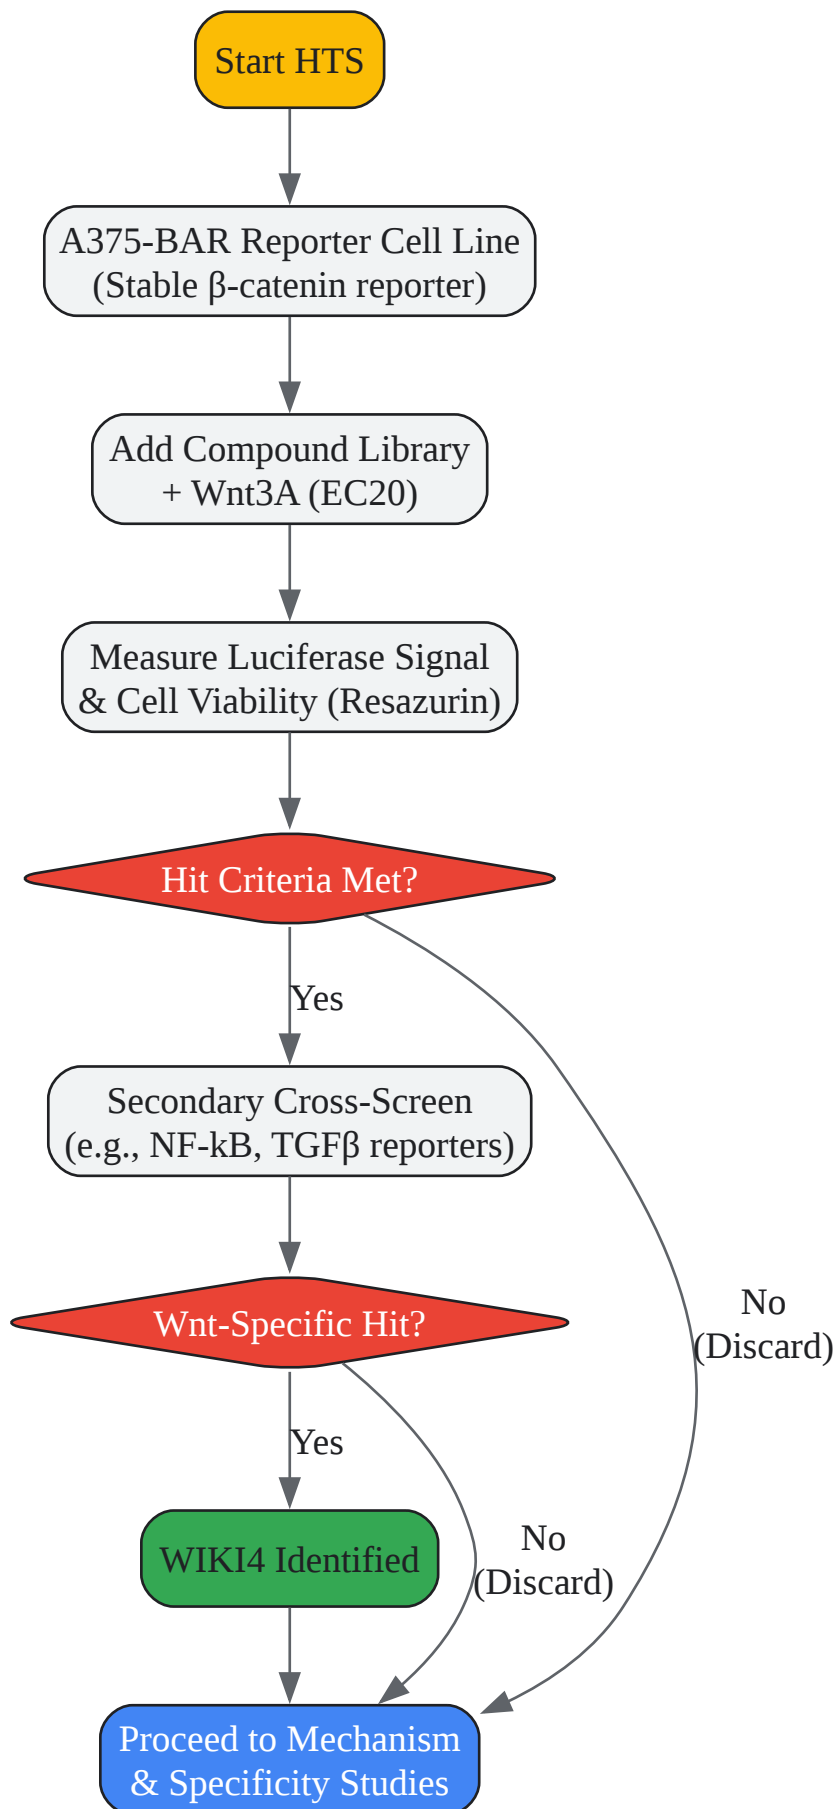 Start HTS
A375-BAR Reporter Cell Line
(Stable β-catenin reporter)
Add Compound Library
+ Wnt3A (EC20)
Measure Luciferase Signal
& Cell Viability (Resazurin)
Hit Criteria Met?
Yes
Secondary Cross-Screen
(e.g., NF-kB, TGFβ reporters)
Wnt-Specific Hit?
No
(Discard)
Yes
No
(Discard)
WIKI4 Identified
Proceed to Mechanism
& Specificity Studies